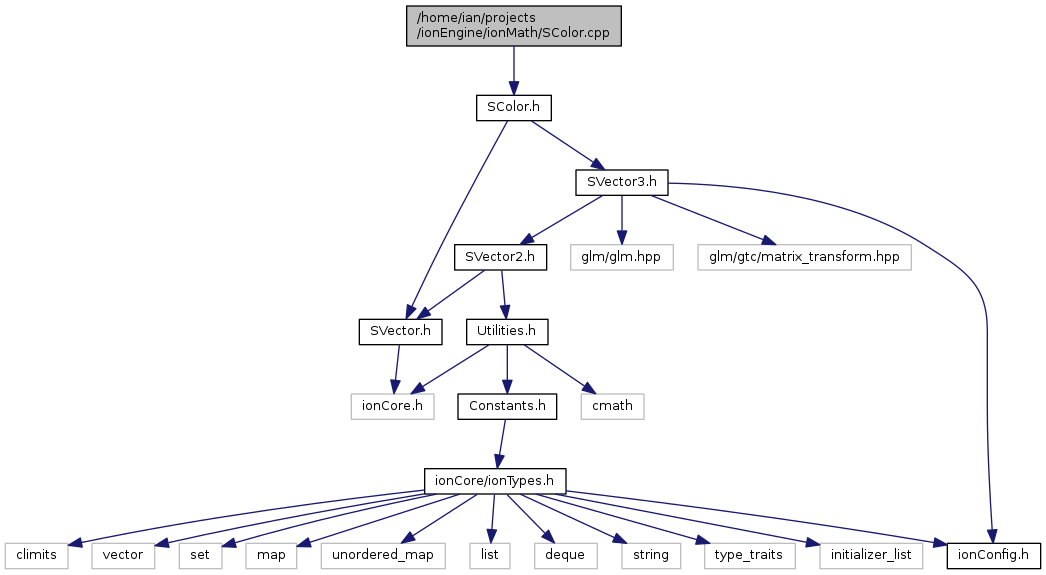 /home/ian/projects
/ionEngine/ionMath/SColor.cpp
SColor.h
SVector3.h
SVector2.h
glm/glm.hpp
glm/gtc/matrix_transform.hpp
SVector.h
Utilities.h
ionCore.h
Constants.h
cmath
ionCore/ionTypes.h
climits
vector
set
map
unordered_map
list
deque
string
type_traits
initializer_list
ionConfig.h